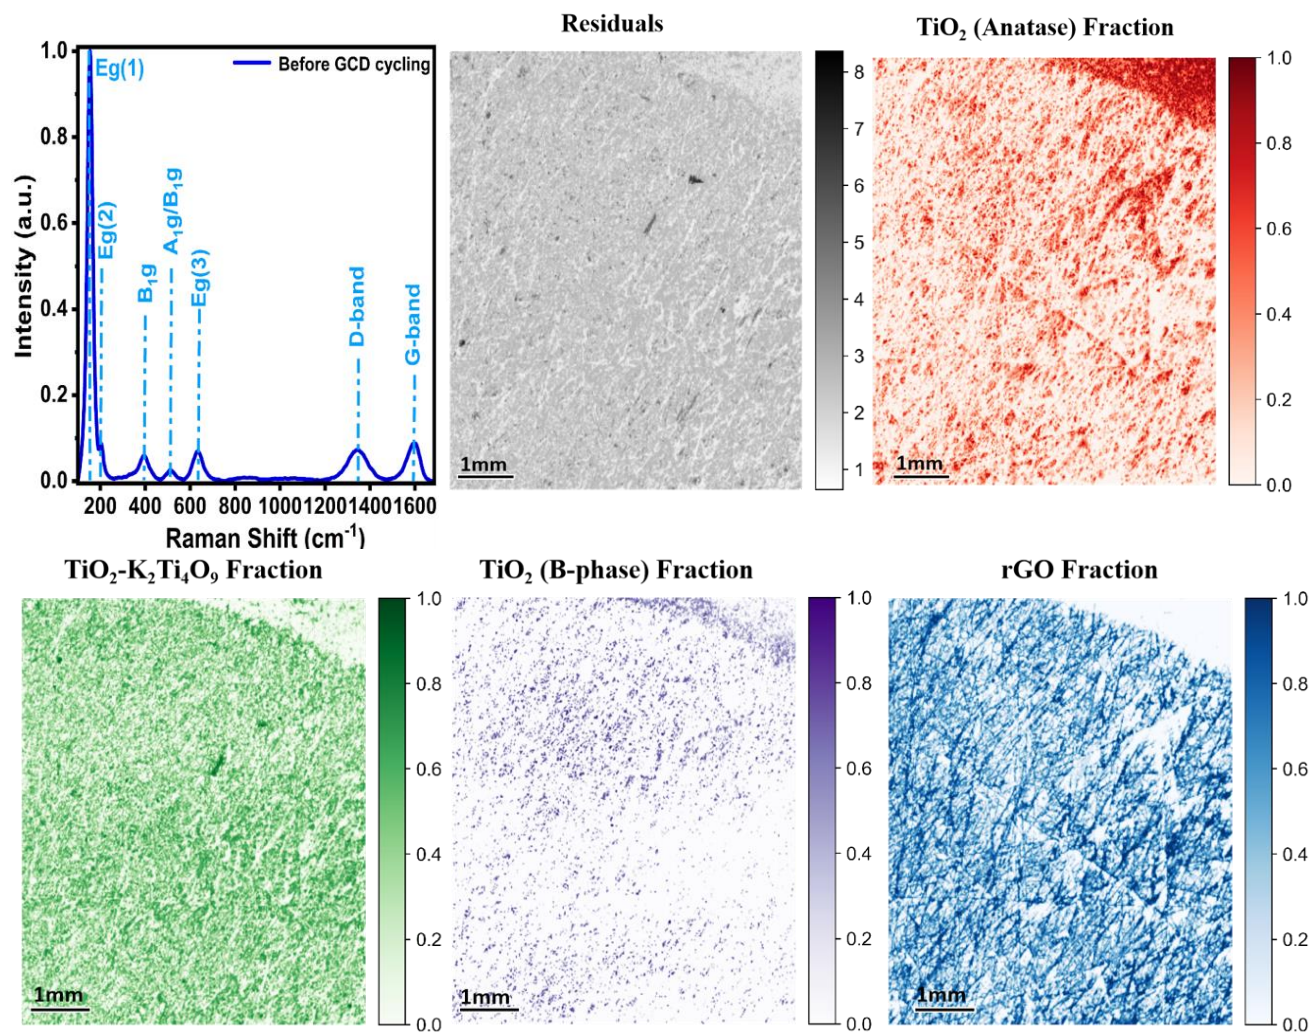 Residuals
TiO₂ (Anatase) Fraction
Intensity (a.u.)
1.0
0.8
0.6
0.4
0.2
0.0
Before GCD cycling
Eg(1)
Eg(2)
B₁g
A₁g/B₁g
Eg(3)
D-band
G-band
200 400 600 800 1000 1200 1400 1600
Raman Shift (cm⁻¹)
1mm
8
7
6
5
4
3
2
1
1mm
1.0
0.8
0.6
0.4
0.2
0.0
TiO₂-K₂Ti₄O₉ Fraction
TiO₂ (B-phase) Fraction
rGO Fraction
1mm
1.0
0.8
0.6
0.4
0.2
0.0
1mm
1.0
0.8
0.6
0.4
0.2
0.0
1mm
1.0
0.8
0.6
0.4
0.2
0.0